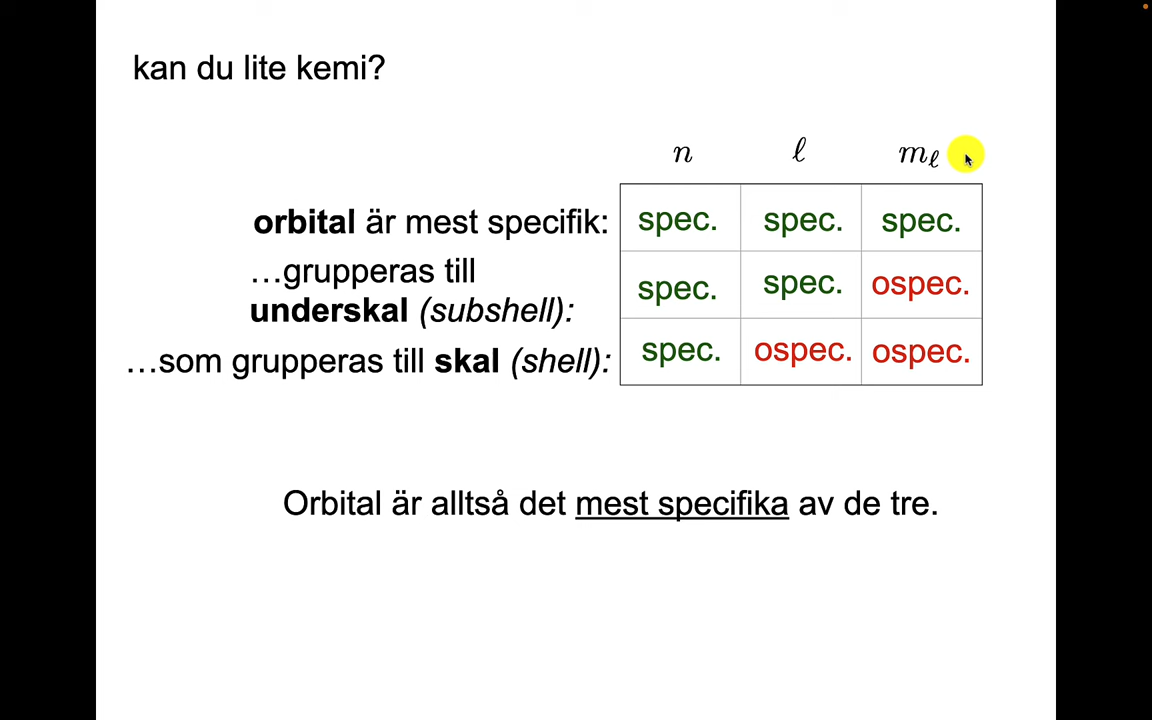 kan du lite kemi?
n ℓ mℓ
orbital är mest specifik: spec. spec. spec.
…grupperas till
underskal (subshell): spec. spec. ospec.
…som grupperas till skal (shell): spec. ospec. ospec.
Orbital är alltså det mest specifika av de tre.